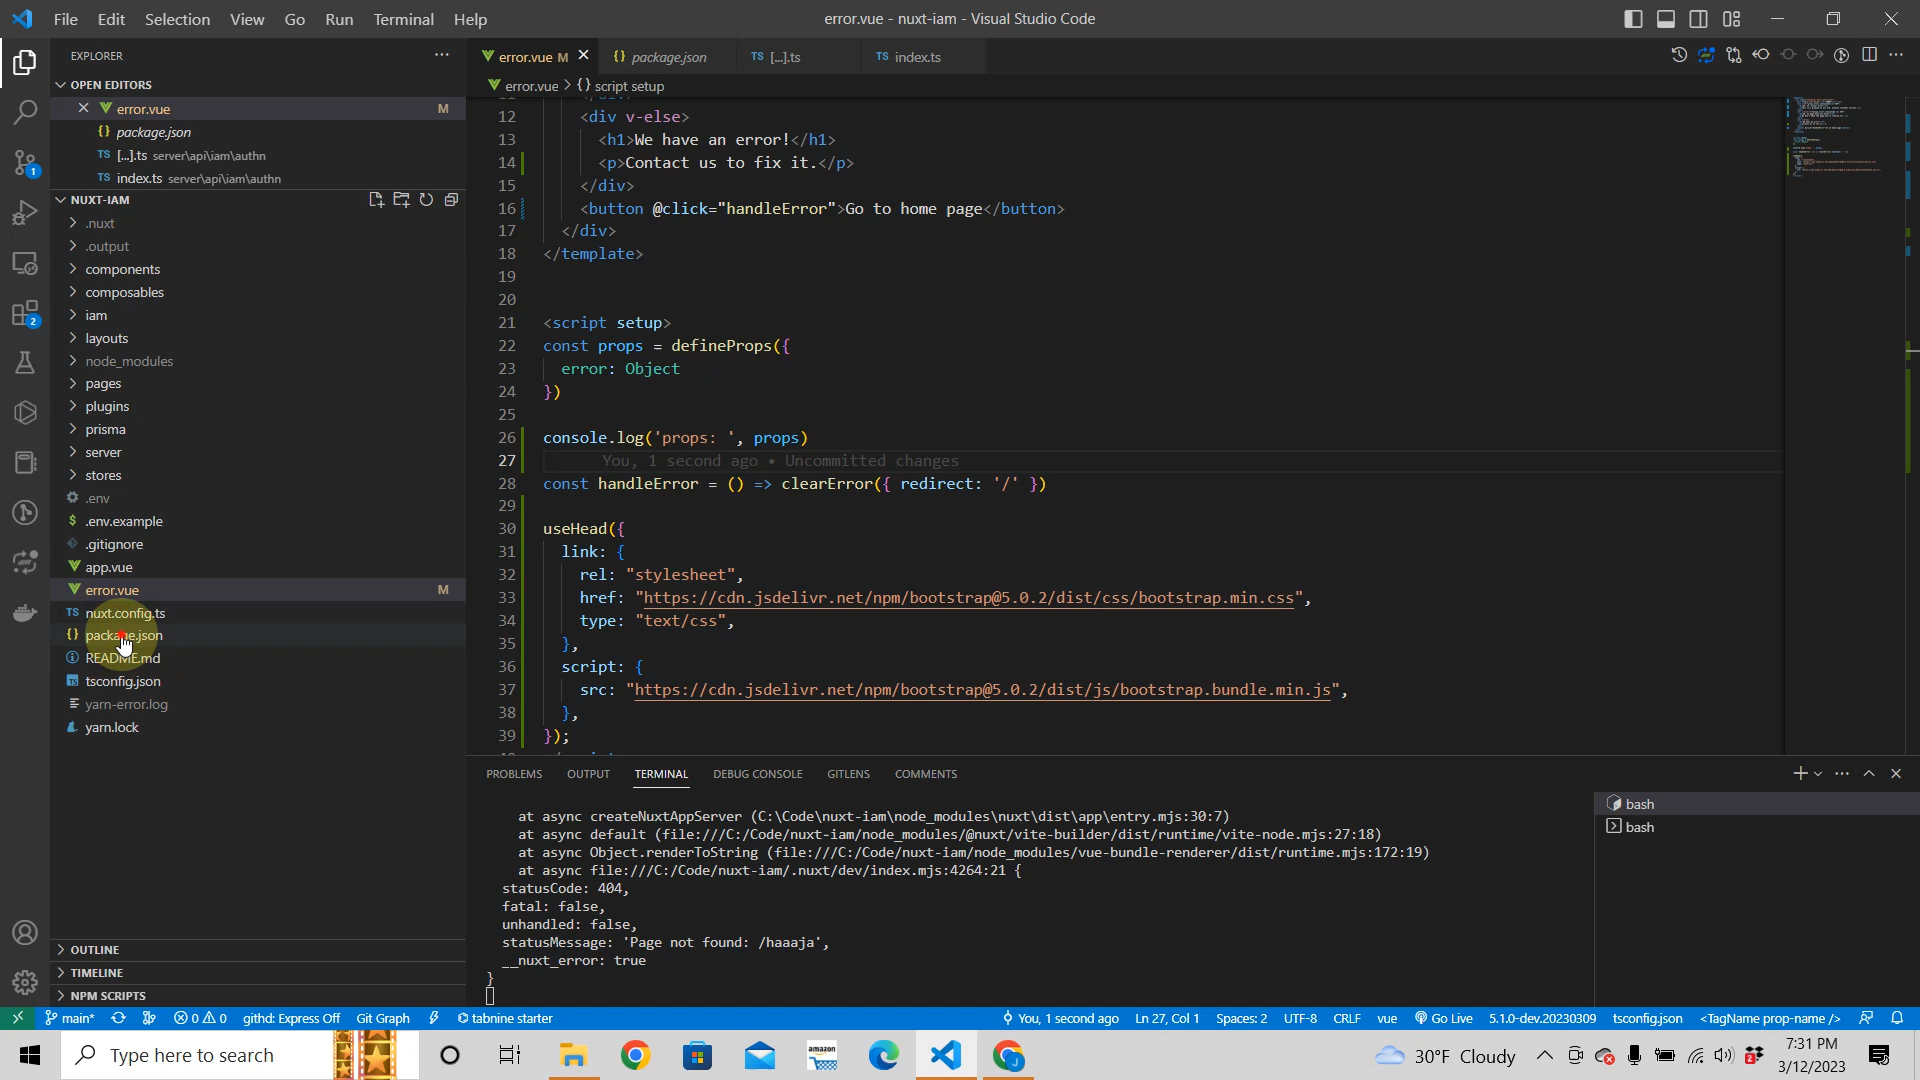 File Edit Selection View Go Run Terminal Help
error.vue - nuxt-iam - Visual Studio Code
EXPLORER
OPEN EDITORS
error.vue M
package.json
TS [...].ts server\api\iam\authn
TS index.ts server\api\iam\authn
NUXT-IAM
.nuxt
.output
components
composables
iam
layouts
node_modules
pages
plugins
prisma
server
stores
.env
$ .env.example
.gitignore
app.vue
error.vue M
TS nuxt.config.ts
{} package.json
README.md
tsconfig.json
yarn-error.log
yarn.lock
OUTLINE
TIMELINE
NPM SCRIPTS
error.vue M
{} package.json
TS [...].ts
TS index.ts
error.vue > {} script setup
12 <div v-else>
13 <h1>We have an error!</h1>
14 <p>Contact us to fix it.</p>
15 </div>
16 <button @click="handleError">Go to home page</button>
17 </div>
18 </template>
19
20
21 <script setup>
22 const props = defineProps({
23 error: Object
24 })
25
26 console.log('props: ', props)
27 You, 1 second ago • Uncommitted changes
28 const handleError = () => clearError({ redirect: '/' })
29
30 useHead({
31 link: {
32 rel: "stylesheet",
33 href: "https://cdn.jsdelivr.net/npm/bootstrap@5.0.2/dist/css/bootstrap.min.css",
34 type: "text/css",
35 },
36 script: {
37 src: "https://cdn.jsdelivr.net/npm/bootstrap@5.0.2/dist/js/bootstrap.bundle.min.js",
38 },
39 });
PROBLEMS OUTPUT TERMINAL DEBUG CONSOLE GITLENS COMMENTS
at async createNuxtAppServer (C:\Code\nuxt-iam\node_modules\nuxt\dist\app\entry.mjs:30:7)
at async default (file:///C:/Code/nuxt-iam/node_modules/@nuxt/vite-builder/dist/runtime/vite-node.mjs:27:18)
at async Object.renderToString (file:///C:/Code/nuxt-iam/node_modules/vue-bundle-renderer/dist/runtime.mjs:172:19)
at async file:///C:/Code/nuxt-iam/.nuxt/dev/index.mjs:4264:21 {
statusCode: 404,
fatal: false,
unhandled: false,
statusMessage: 'Page not found: /haaaja',
__nuxt_error: true
}
bash
bash
main* 0 0 githd: Express Off Git Graph tabnine starter You, 1 second ago Ln 27, Col 1 Spaces: 2 UTF-8 CRLF vue Go Live 5.1.0-dev.20230309 tsconfig.json <TagName prop-name />
Type here to search
amazon
30°F Cloudy
7:31 PM
3/12/2023